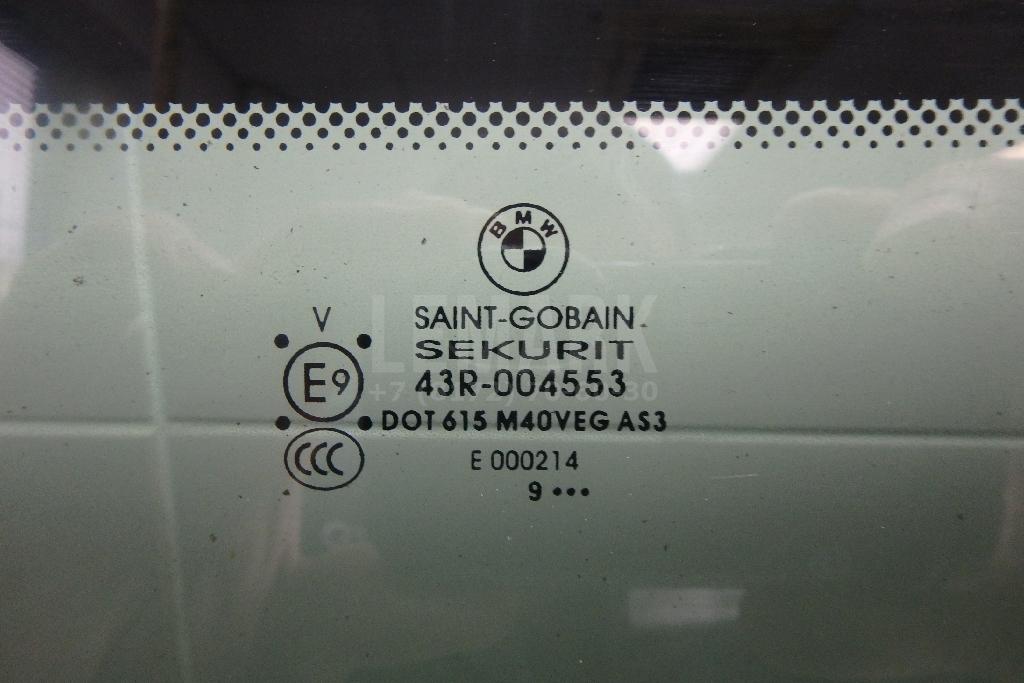 BMW
V
SAINT-GOBAIN
SEKURIT
E9
43R-004553
DOT 615 M40VEG AS3
CCC
E 000214
9 •••